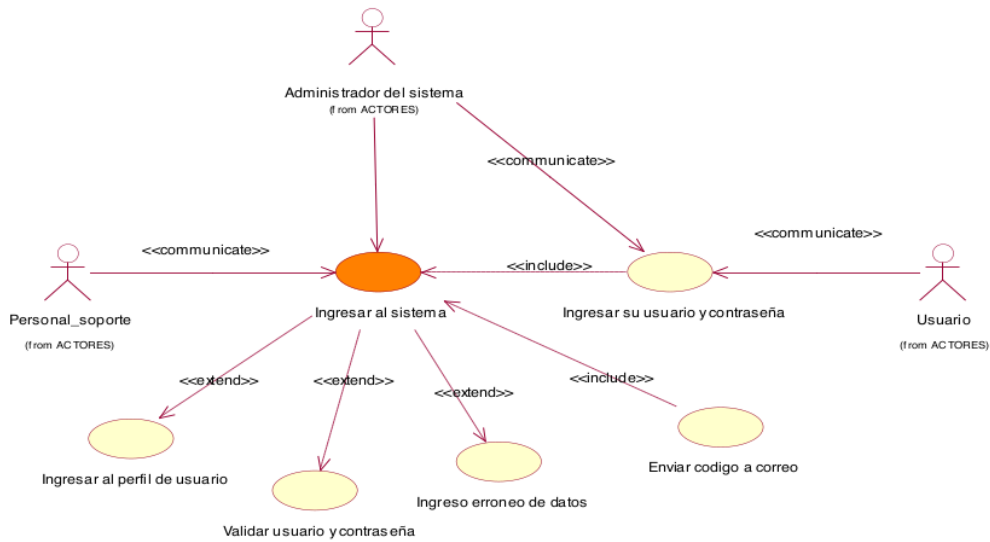 Administrador del sistema
(from ACTORES)
<<communicate>>
<<communicate>>
<<communicate>>
<<include>>
Personal_soporte
(from ACTORES)
Ingresar al sistema
Ingresar su usuario y contraseña
Usuario
(from ACTORES)
<<extend>>
<<extend>>
<<extend>>
<<include>>
Ingresar al perfil de usuario
Validar usuario y contraseña
Ingreso erroneo de datos
Enviar codigo a correo